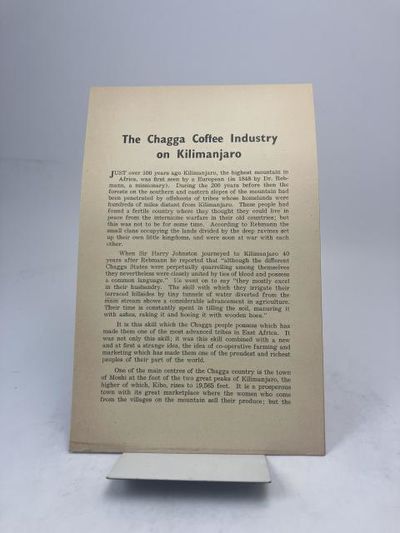 The Chagga Coffee Industry
on Kilimanjaro
JUST over 100 years ago Kilimanjaro, the highest mountain in
Africa, was first seen by a European (in 1848 by Dr. Reb-
mann, a missionary). During the 200 years before then the
forests on the southern and eastern slopes of the mountain had
been penetrated by offshoots of tribes whose homelands were
hundreds of miles distant from Kilimanjaro. These people had
found a fertile country where they thought they could live in
peace from the internecine warfare in their old countries; but
this was not to be for some time. According to Rebmann the
small clans occupying the lands divided by the deep ravines set
up their own little kingdoms, and were soon at war with each
other.
When Sir Harry Johnston journeyed to Kilimanjaro 40
years after Rebmann he reported that "although the different
Chagga States were perpetually quarrelling among themselves
they nevertheless were closely united by ties of blood and possess
a common language." He went on to say "they mostly excel
in their husbandry. The skill with which they irrigate their
terraced hillsides by tiny tunnels of water diverted from the
main stream shows a considerable advancement in agriculture.
Their time is constantly spent in tilling the soil, manuring it
with ashes, raking it and hoeing it with wooden hoes."
It is this skill which the Chagga people possess which has
made them one of the most advanced tribes in East Africa. It
was not only this skill; it was this skill combined with a new
and at first a strange idea, the idea of co-operative farming and
marketing which has made them one of the proudest and richest
peoples of their part of the world.
One of the main centres of the Chagga country is the town
of Moshi at the foot of the two great peaks of Kilimanjaro, the
higher of which, Kibo, rises to 19,565 feet. It is a prosperous
town with its great marketplace where the women who come
from the villages on the mountain sell their produce; but the